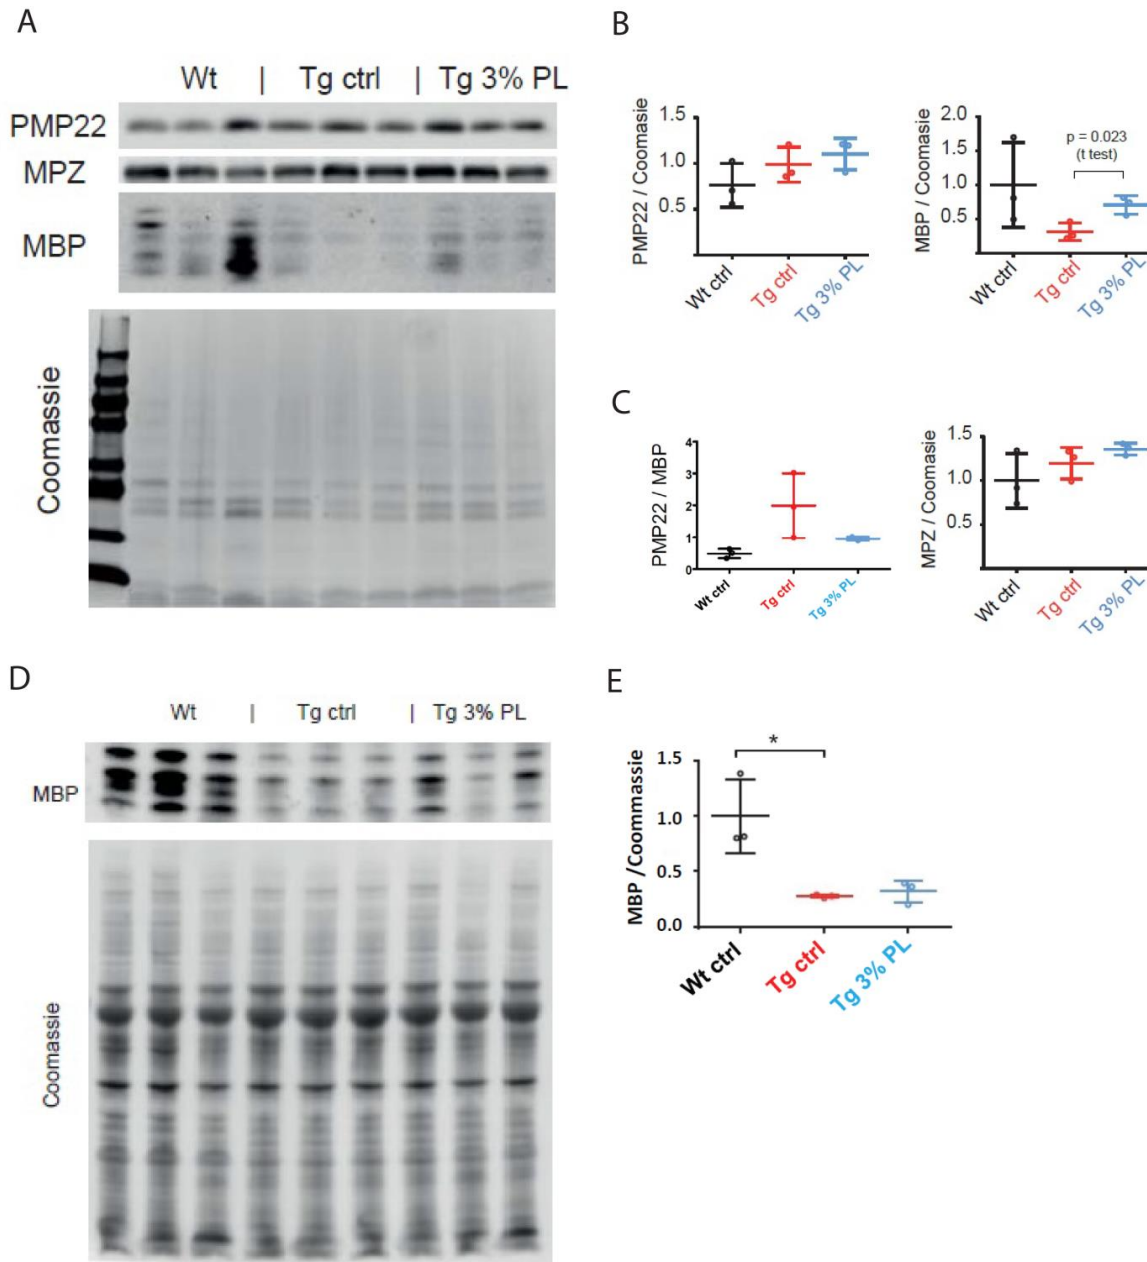 A
Wt | Tg ctrl | Tg 3% PL
PMP22
MPZ
MBP
Coomassie
B
PMP22 / Coomasie
1.5
1.0
0.5
Wt ctrl
Tg ctrl
Tg 3% PL
MBP / Coomasie
2.0
1.5
1.0
0.5
p = 0.023
(t test)
Wt ctrl
Tg ctrl
Tg 3% PL
C
PMP22 / MBP
4
3
2
1
0
Wt ctrl
Tg ctrl
Tg 3% PL
MPZ / Coomasie
1.5
1.0
0.5
Wt ctrl
Tg ctrl
Tg 3% PL
D
Wt | Tg ctrl | Tg 3% PL
MBP
Coomassie
E
MBP /Coommassie
1.5
1.0
0.5
0.0
*
Wt ctrl
Tg ctrl
Tg 3% PL